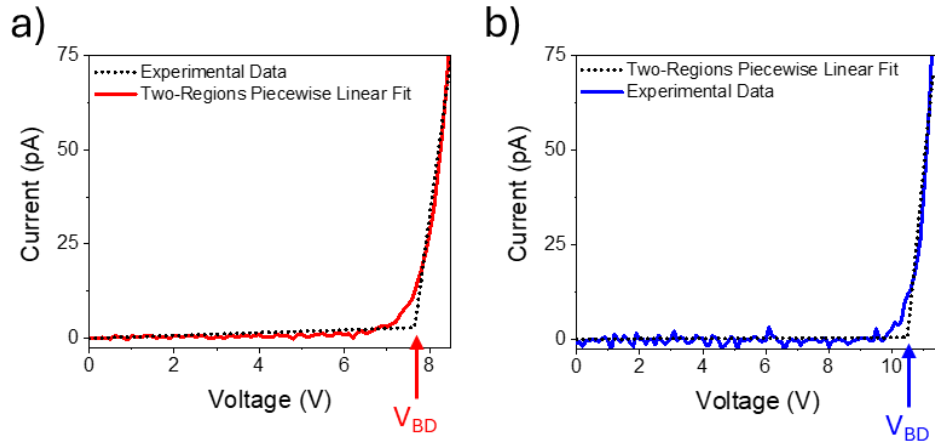 a)
75
50
25
0
Current (pA)
Experimental Data
Two-Regions Piecewise Linear Fit
0
2
4
6
8
Voltage (V)
VBD
b)
75
50
25
0
Current (pA)
Two-Regions Piecewise Linear Fit
Experimental Data
0
2
4
6
8
10
Voltage (V)
VBD